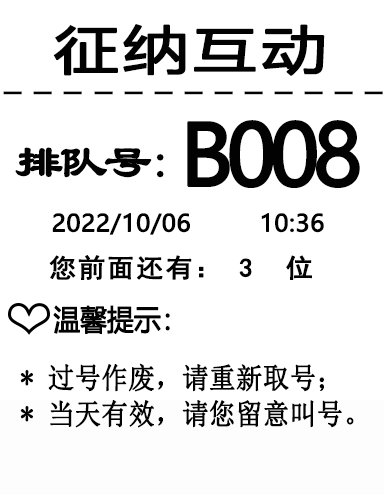 征纳互动
排队号：B008
2022/10/06 10:36
您前面还有： 3 位
温馨提示：
* 过号作废，请重新取号；
* 当天有效，请您留意叫号。